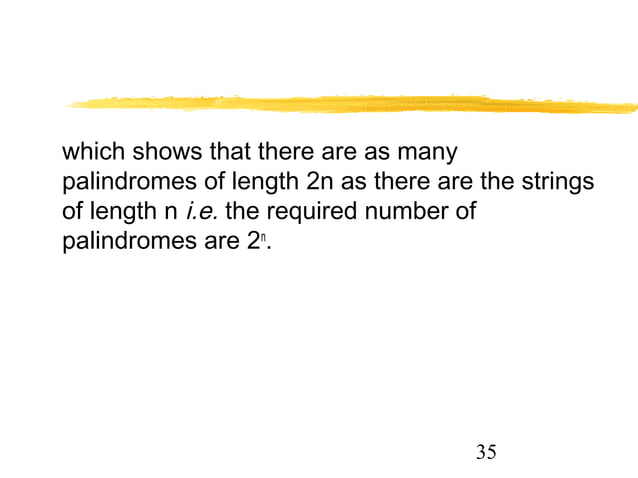 which shows that there are as many
palindromes of length 2n as there are the strings
of length n i.e. the required number of
palindromes are 2ⁿ.
35